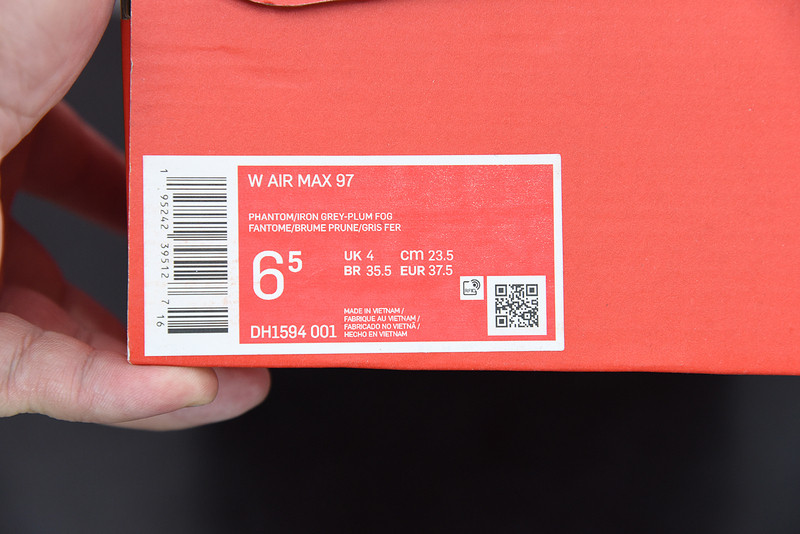 W AIR MAX 97
PHANTOM/IRON GREY-PLUM FOG
FANTOME/BRUME PRUNE/GRIS FER
6⁵
UK 4 cm 23.5
BR 35.5 EUR 37.5
DH1594 001
MADE IN VIETNAM /
FABRIQUE AU VIETNAM /
FABRICADO NO VIETNÃ /
HECHO EN VIETNAM
1 95242 39512 7 16